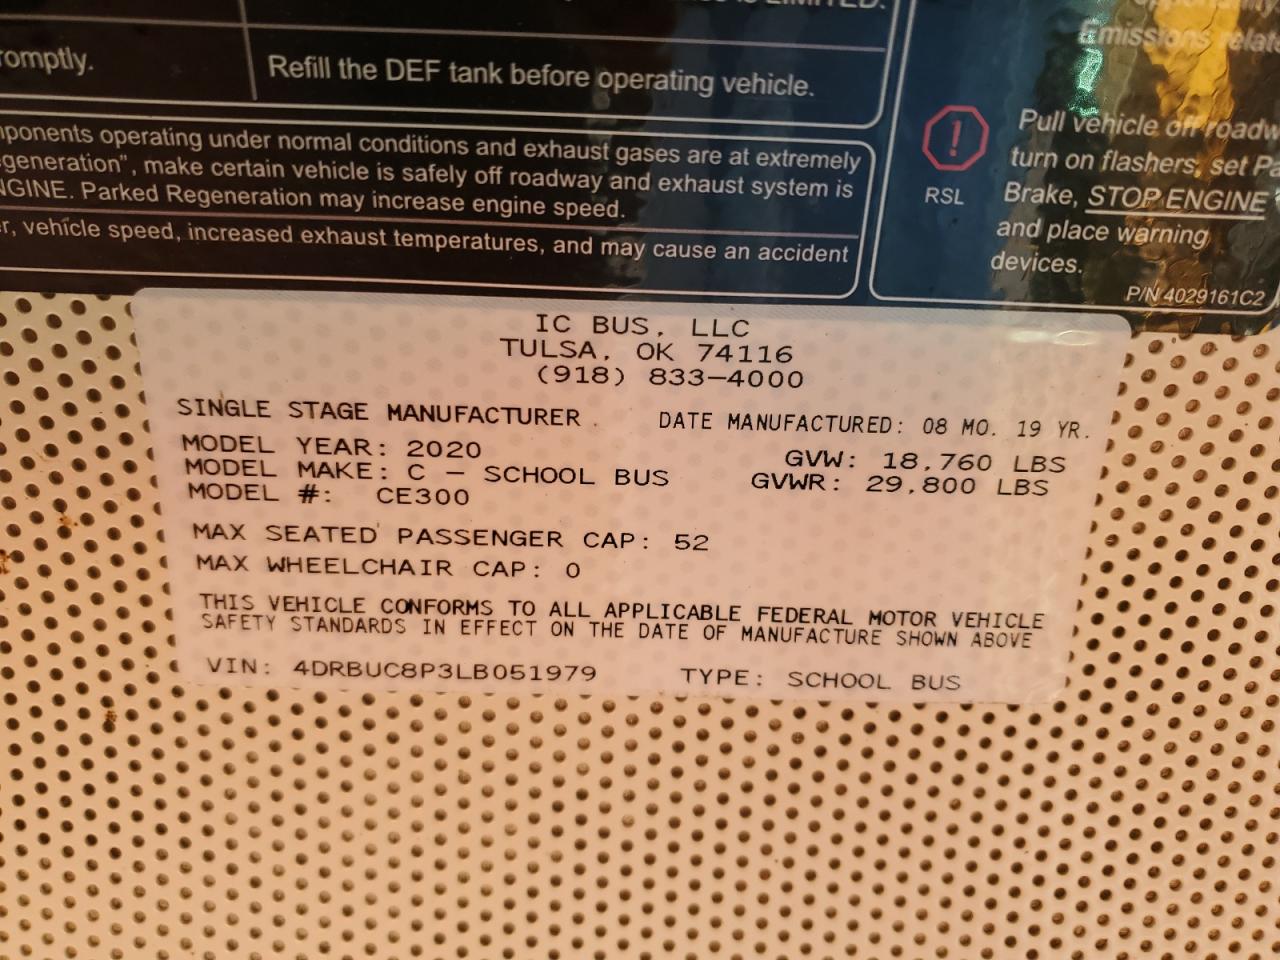 LIMITED.
romptly.
Refill the DEF tank before operating vehicle.
operating under normal conditions and exhaust gases are at extremely
egeneration", make certain vehicle is safely off roadway and exhaust system is
NGINE. Parked Regeneration may increase engine speed.
r, vehicle speed, increased exhaust temperatures, and may cause an accident
Emissions relat
Pull vehicle off roadw
turn on flashers, set Pa
Brake, STOP ENGINE
and place warning
devices.
RSL
P/N 4029161C2
IC BUS, LLC
TULSA, OK 74116
(918) 833-4000
SINGLE STAGE MANUFACTURER DATE MANUFACTURED: 08 MO. 19 YR.
MODEL YEAR: 2020 GVW: 18,760 LBS
MODEL MAKE: C - SCHOOL BUS GVWR: 29,800 LBS
MODEL #: CE300
MAX SEATED PASSENGER CAP: 52
MAX WHEELCHAIR CAP: 0
THIS VEHICLE CONFORMS TO ALL APPLICABLE FEDERAL MOTOR VEHICLE
SAFETY STANDARDS IN EFFECT ON THE DATE OF MANUFACTURE SHOWN ABOVE
VIN: 4DRBUC8P3LB051979 TYPE: SCHOOL BUS